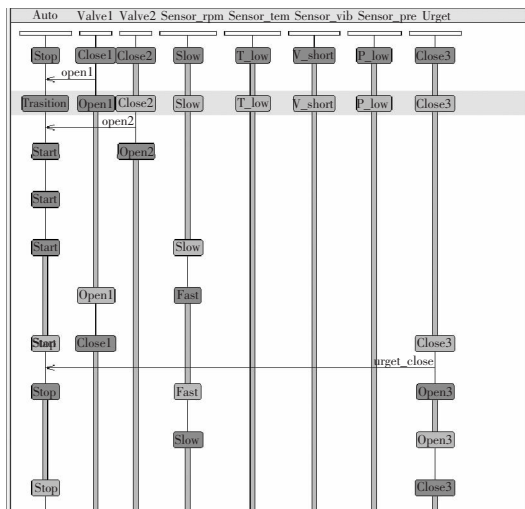 Auto Valve1 Valve2 Sensor_rpm Sensor_tem Sensor_vib Sensor_pre Urget
Stop Close1 Close2 Slow T_low V_short P_low Close3
open1
Trasition Open1 Close2 Slow T_low V_short P_low Close3
open2
Start Open2
Start
Start Slow
Open1 Fast
Close1 Close3
urget_close
Stop Fast Open3
Slow Open3
Stop Close3